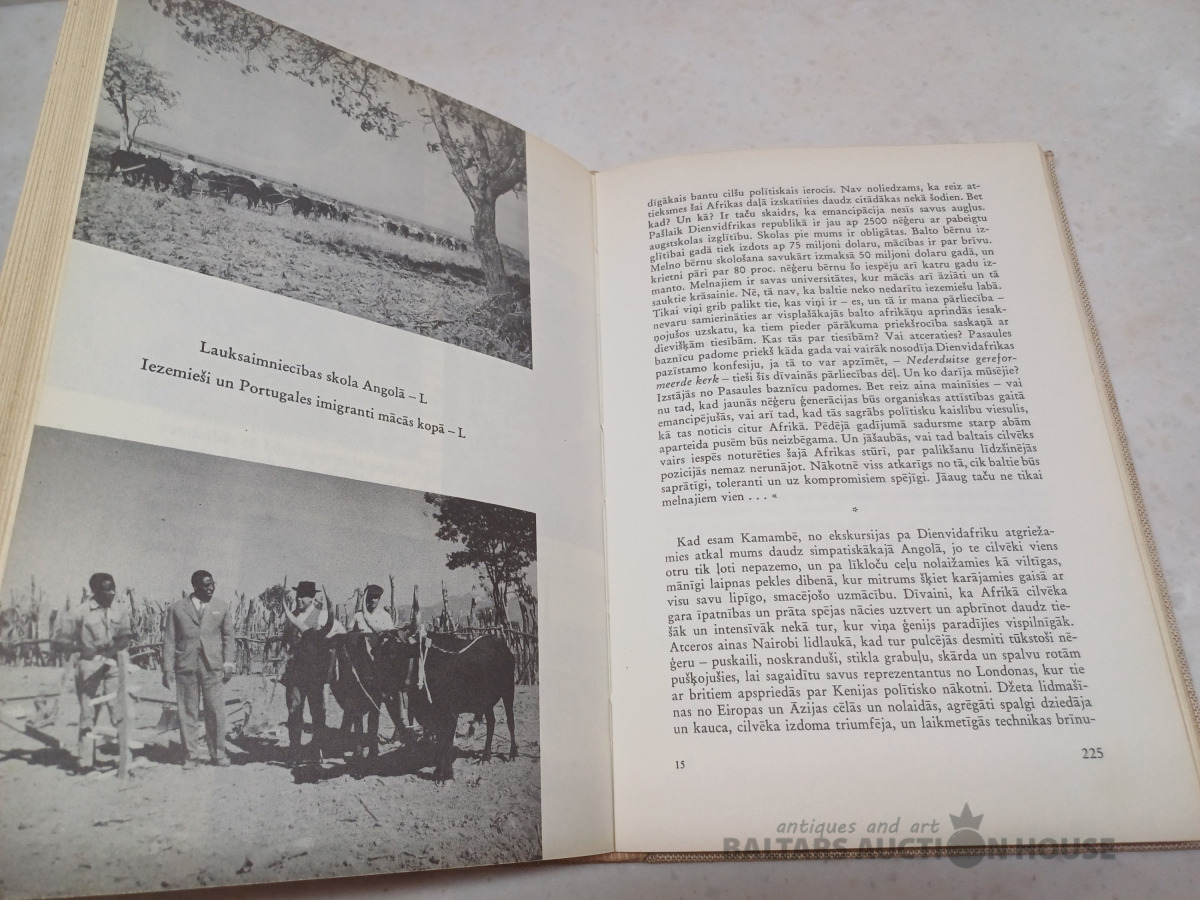 Lauksaimniecības skola Angolā – L
Iezemieši un Portugales imigranti mācās kopā – L
dīgākais bantu cilšu polītiskais ierocis. Nav noliedzams, ka reiz at-
tieksmes šai Afrikas daļā izskatīsies daudz citādākas nekā šodien. Bet
kad? Un kā? Ir taču skaidrs, ka emancipācija nesīs savus augļus.
Pašlaik Dienvidfrikas republikā ir jau ap 2500 nēģeru ar pabeigtu
augstskolas izglītību. Skolas pie mums ir obligātas. Balto bērnu iz-
glītībai gadā tiek izdots ap 75 miljoni dolaru, mācības ir par brīvu.
Melno bērnu skološana savukārt izmaksā 50 miljoni dolaru gadā, un
krietni pāri par 80 proc. nēģeru bērnu šo iespēju arī katru gadu iz-
manto. Melnajiem ir savas universitātes, kur mācās arī āziāti un tā
sauktie krāsainie. Nē, tā nav, ka baltie neko nedarītu iezemiešu labā.
Tikai viņi grib palikt tie, kas viņi ir – es, un tā ir mana pārliecība –
nevaru samierināties ar visplašākajās balto afrikāņu aprindās iesak-
ņojušos uzskatu, ka tiem pieder pārākuma priekšrocība saskaņā ar
dievišķām tiesībām. Kas tās par tiesībām? Vai atceraties? Pasaules
baznīcu padome priekš kāda gada vai vairāk nosodīja Dienvidafrikas
pazīstamo konfesiju, ja tā to var apzīmēt, – Nederduitse gerefor-
meerde kerk – tieši šīs dīvainās pārliecības dēļ. Un ko darīja mūsējie?
Izstājās no Pasaules baznīcu padomes. Bet reiz aina mainīsies – vai
nu tad, kad jaunās nēģeru ģenerācijas būs organiskas attīstības gaitā
emancipējušās, vai arī tad, kad tās sagrābs polītisku kaislību viesulis,
kā tas noticis citur Afrikā. Pēdējā gadījumā sadursme starp abām
aparteida pusēm būs neizbēgama. Un jāšaubās, vai tad baltais cilvēks
vairs iespēs noturēties šajā Afrikas stūrī, par palikšanu līdzšinējās
pozicijās nemaz nerunājot. Nākotnē viss atkarīgs no tā, cik baltie būs
saprātīgi, toleranti un uz kompromisiem spējīgi. Jāaug taču ne tikai
melnajiem vien . . . “
*
Kad esam Kamambē, no ekskursijas pa Dienvidafriku atgrieža-
mies atkal mums daudz simpatiskākajā Angolā, jo te cilvēki viens
otru tik ļoti nepazemo, un pa līkloču ceļu nolaižamies kā viltīgas,
mānīgi laipnas pekles dibenā, kur mitrums šķiet karājamies gaisā ar
visu savu lipīgo, smacējošo uzmācību. Dīvaini, ka Afrikā cilvēka
gara īpatnības un prāta spējas nācies uztvert un apbrīnot daudz tie-
šāk un intensīvāk nekā tur, kur viņa ģenijs paradījies vispilnīgāk.
Atceros ainas Nairobi lidlaukā, kad tur pulcējās desmiti tūkstoši nē-
ģeru – puskaili, noskranduši, stikla grabuļu, skārda un spalvu rotām
pušķojušies, lai sagaidītu savus reprezentantus no Londonas, kur tie
ar britiem apspriedās par Kenijas polītisko nākotni. Džeta lidmašī-
nas no Eiropas un Āzijas cēlās un nolaidās, agregāti spalgi dziedāja
un kauca, cilvēka izdoma triumfēja, un laikmetīgās technikas brīnu-
15
225
antiques and art
BALTARS AUCTION HOUSE